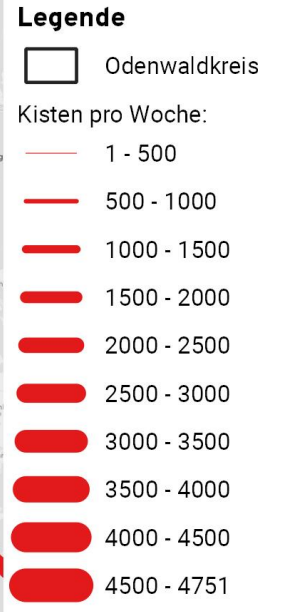 Legende
Odenwaldkreis
Kisten pro Woche:
1 - 500
500 - 1000
1000 - 1500
1500 - 2000
2000 - 2500
2500 - 3000
3000 - 3500
3500 - 4000
4000 - 4500
4500 - 4751